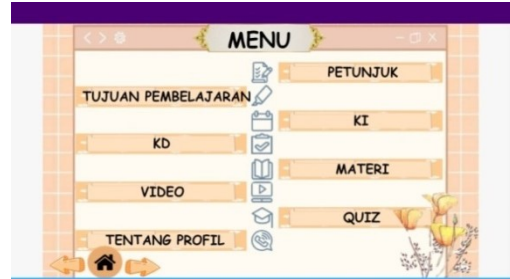 MENU
PETUNJUK
TUJUAN PEMBELAJARAN
KI
KD
MATERI
VIDEO
QUIZ
TENTANG PROFIL